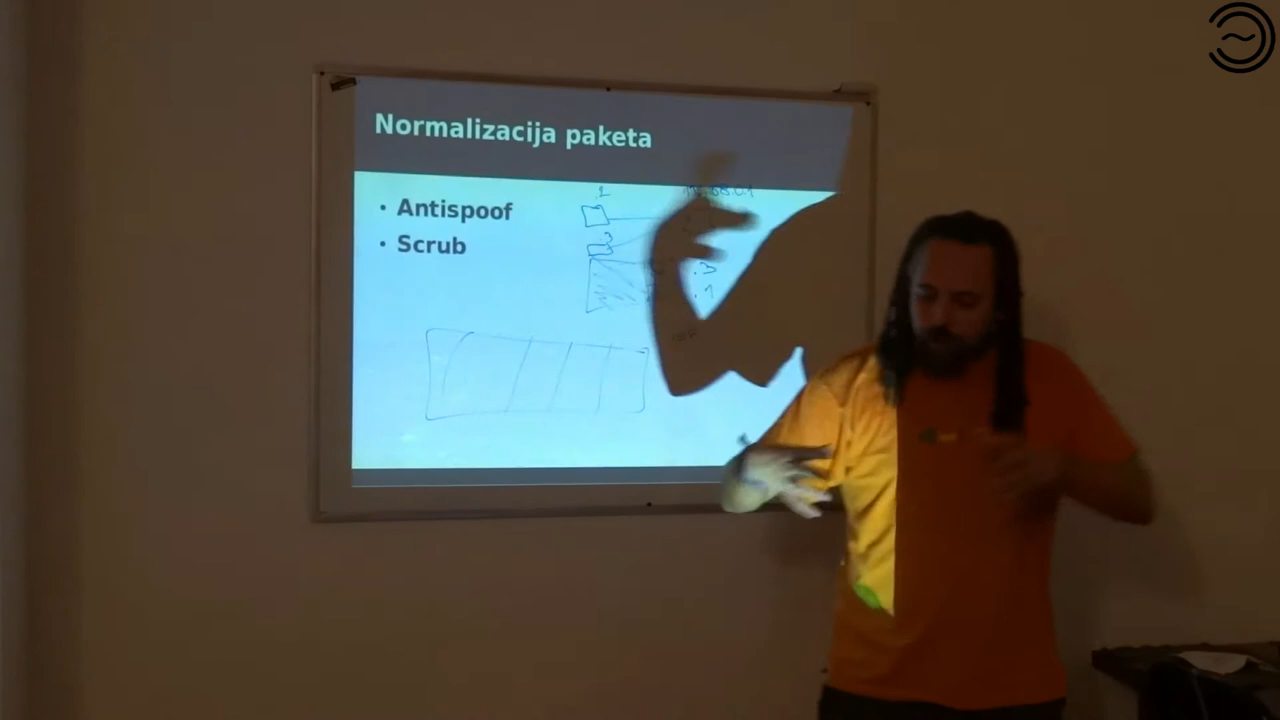 Normalizacija paketa
• Antispoof
• Scrub